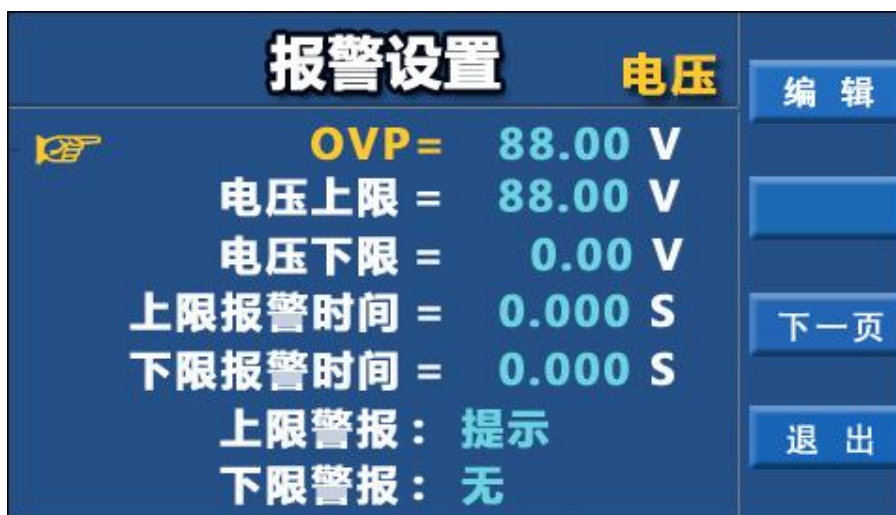 报警设置
电压
OVP= 88.00 V
电压上限 = 88.00 V
电压下限 = 0.00 V
上限报警时间 = 0.000 S
下限报警时间 = 0.000 S
上限警报：提示
下限警报：无
编 辑
下一页
退 出